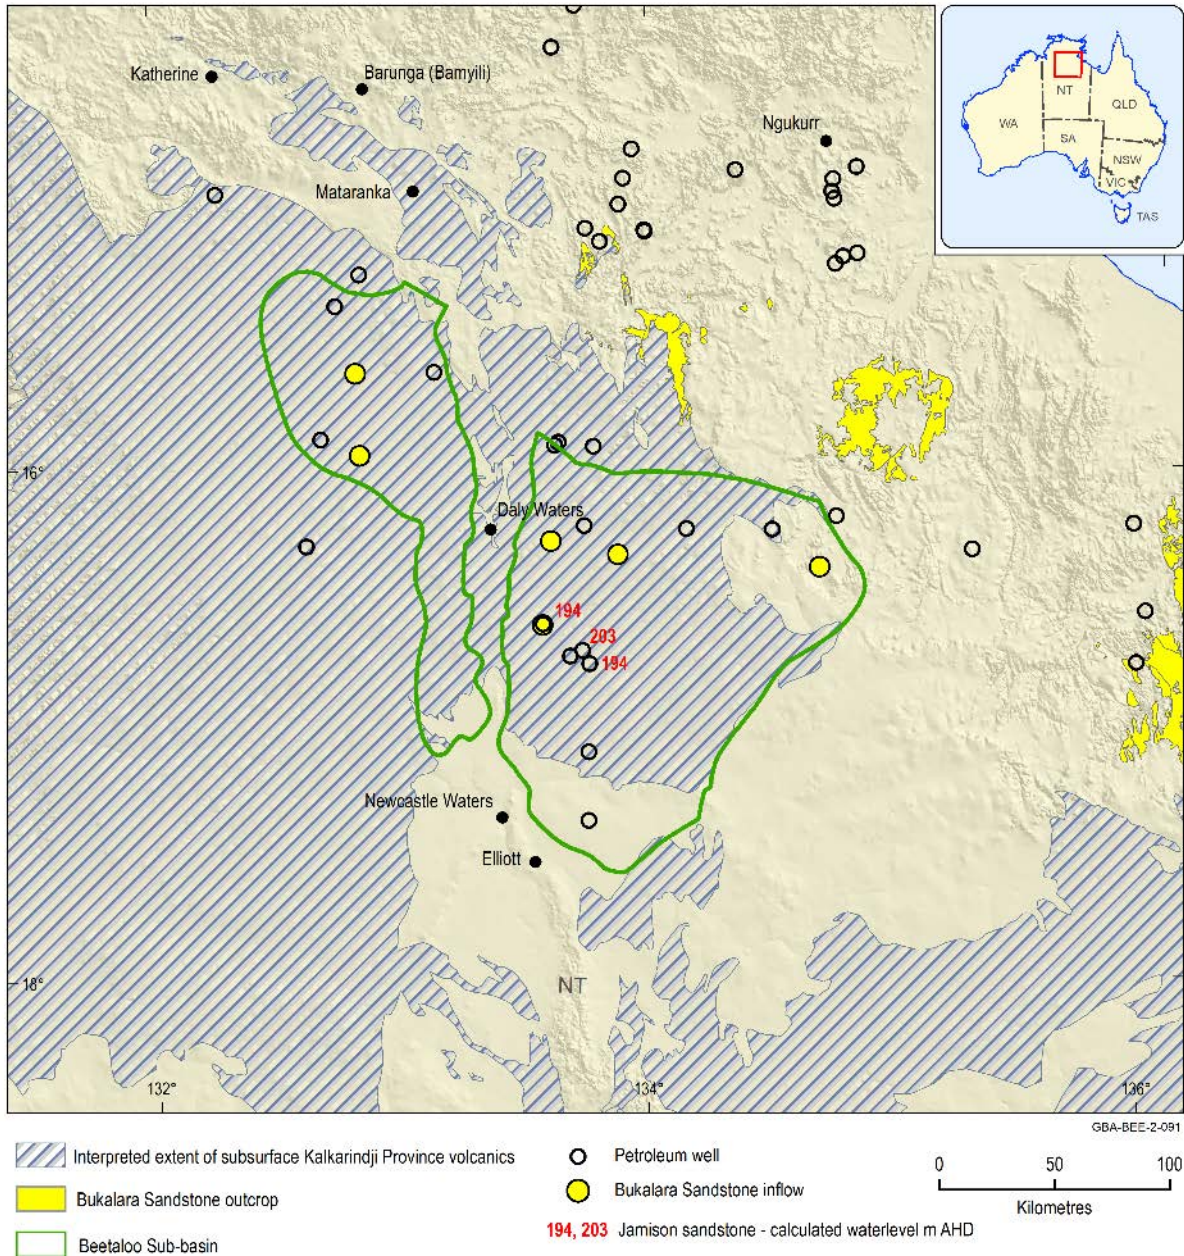 Katherine
Barunga (Bamyili)
Ngukurr
Mataranka
NT
WA
QLD
SA
NSW
VIC
TAS
16°
Daly Waters
194
203
194
Newcastle Waters
Elliott
NT
18°
132°
134°
136°
GBA-BEE-2-091
Interpreted extent of subsurface Kalkarindji Province volcanics
Bukalara Sandstone outcrop
Beetaloo Sub-basin
Petroleum well
Bukalara Sandstone inflow
194, 203 Jamison sandstone - calculated waterlevel m AHD
0 50 100
Kilometres